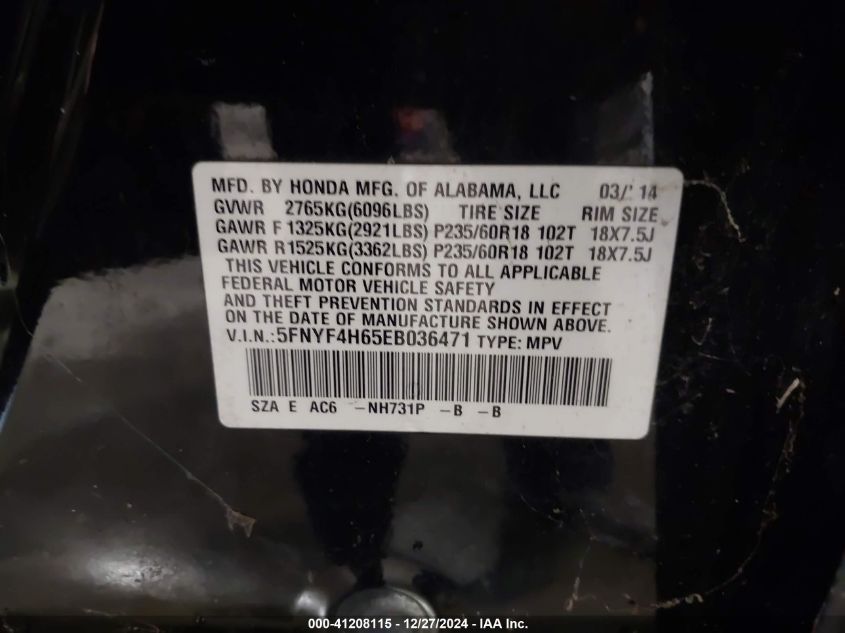 MFD. BY HONDA MFG. OF ALABAMA, LLC 03/'14
GVWR 2765KG(6096LBS) TIRE SIZE RIM SIZE
GAWR F 1325KG(2921LBS) P235/60R18 102T 18X7.5J
GAWR R1525KG(3362LBS) P235/60R18 102T 18X7.5J
THIS VEHICLE CONFORMS TO ALL APPLICABLE
FEDERAL MOTOR VEHICLE SAFETY
AND THEFT PREVENTION STANDARDS IN EFFECT
ON THE DATE OF MANUFACTURE SHOWN ABOVE.
V.I.N.:5FNYF4H65EB036471 TYPE: MPV
SZA E AC6 -NH731P -B -B
000-41208115 - 12/27/2024 - IAA Inc.